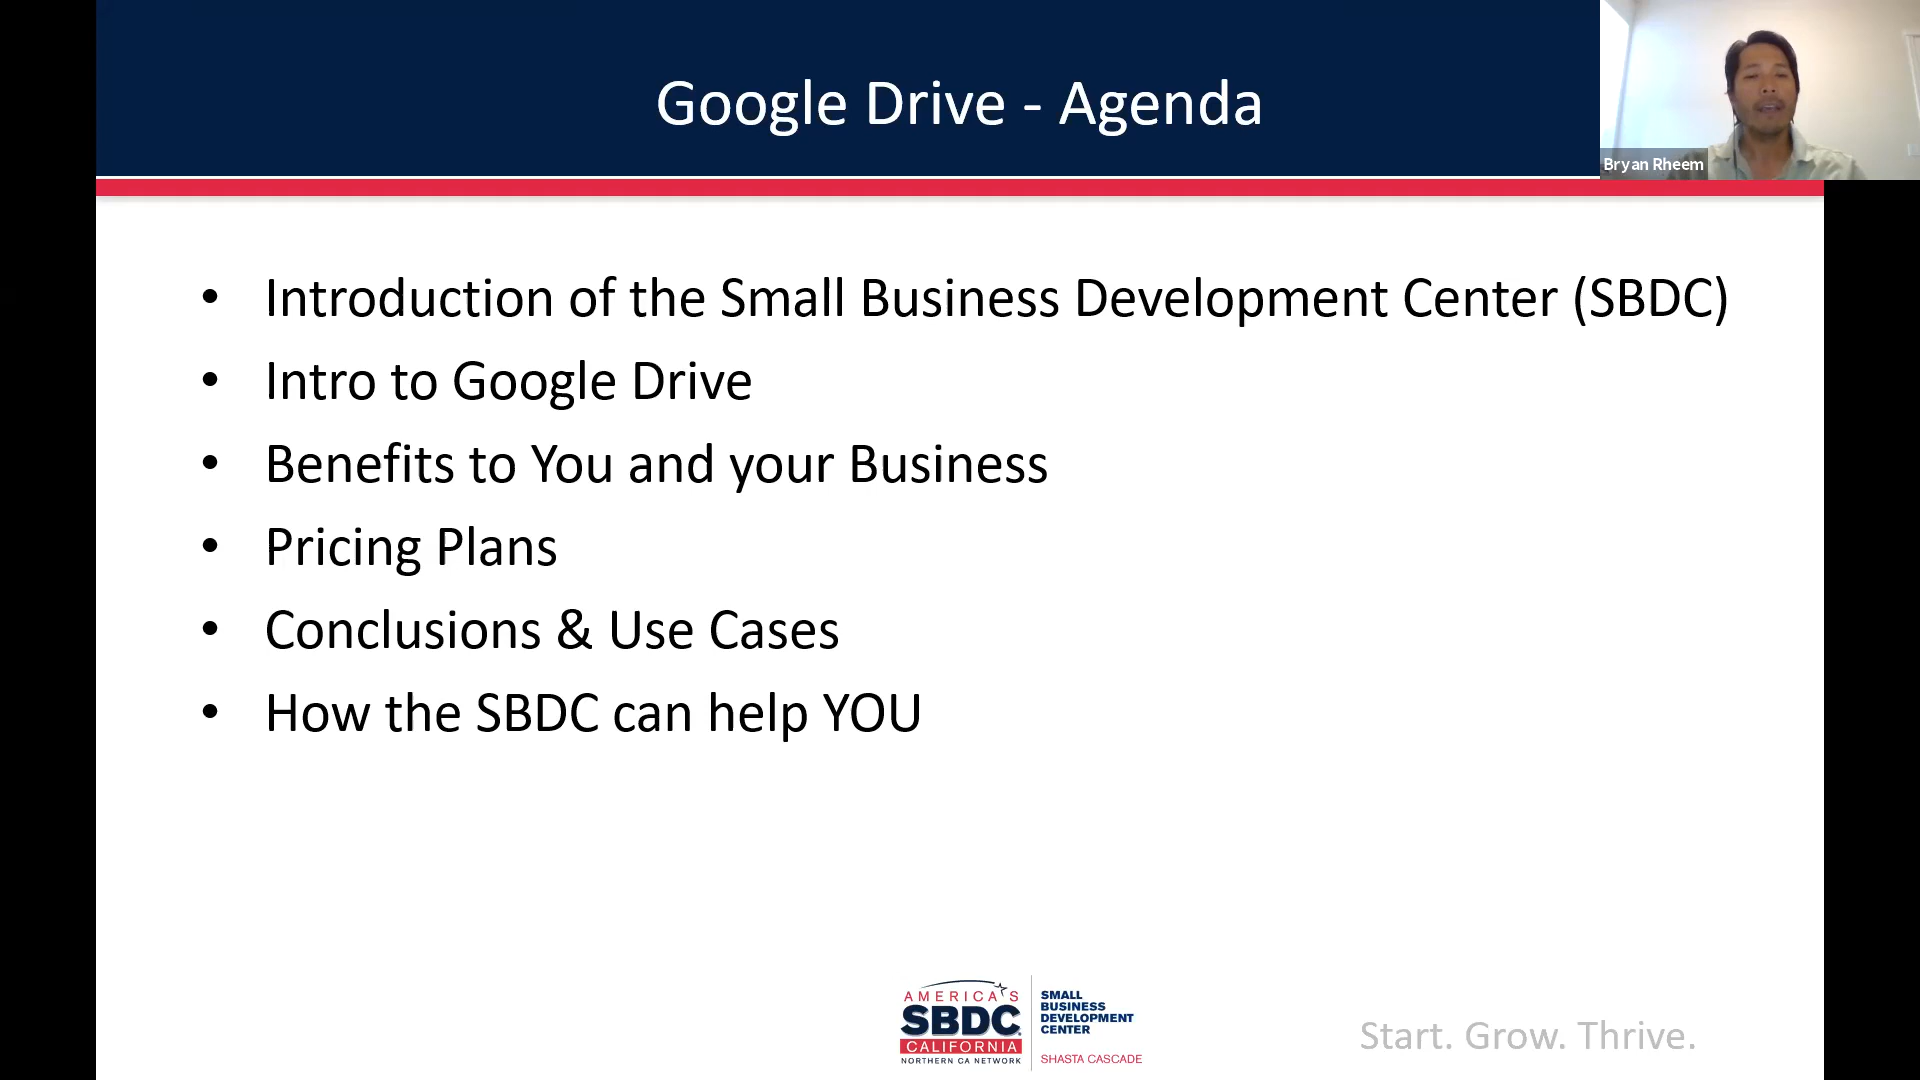 Google Drive - Agenda
Bryan Rheem
• Introduction of the Small Business Development Center (SBDC)
• Intro to Google Drive
• Benefits to You and your Business
• Pricing Plans
• Conclusions & Use Cases
• How the SBDC can help YOU
AMERICA'S
SBDC
CALIFORNIA
NORTHERN CA NETWORK
SMALL
BUSINESS
DEVELOPMENT
CENTER
SHASTA CASCADE
Start. Grow. Thrive.